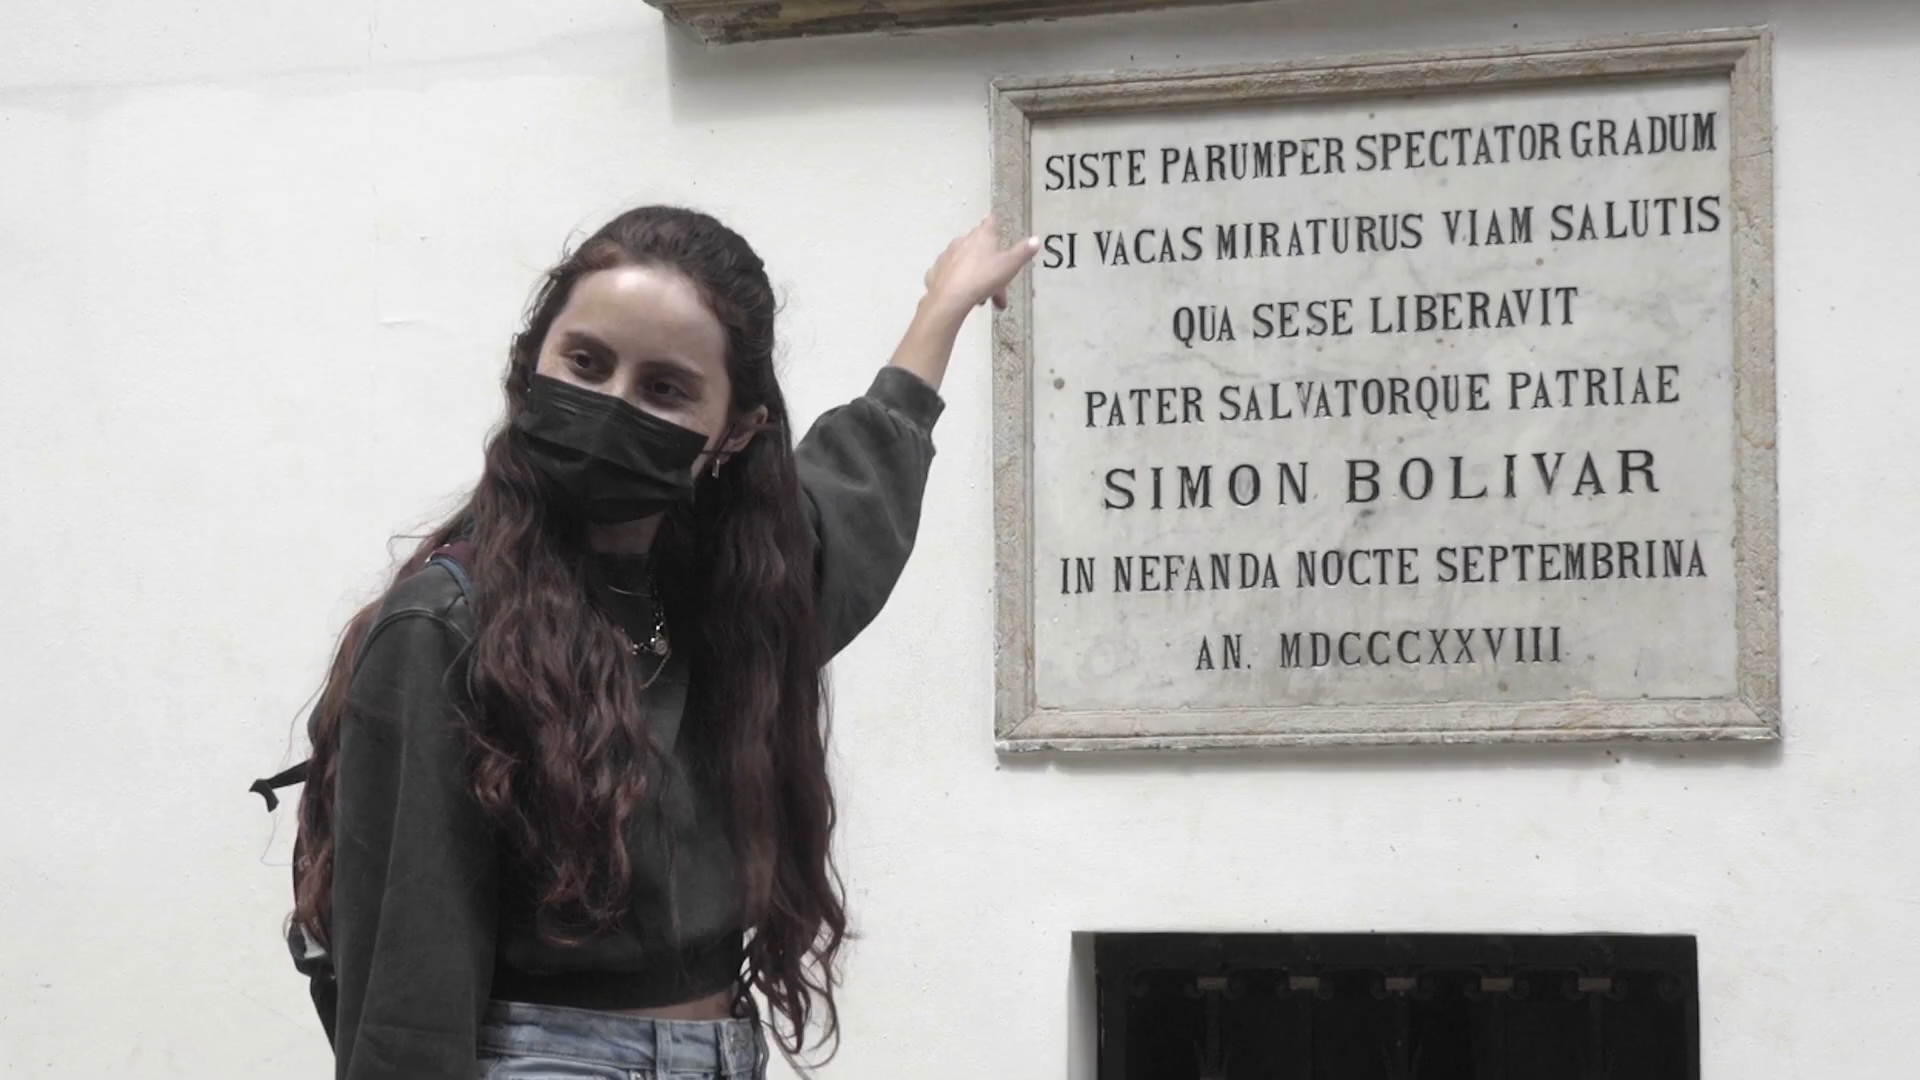 SISTE PARUMPER SPECTATOR GRADUM
SI VACAS MIRATURUS VIAM SALUTIS
QUA SESE LIBERAVIT
PATER SALVATORQUE PATRIAE
SIMON BOLIVAR
IN NEFANDA NOCTE SEPTEMBRINA
AN. MDCCCXXVIII